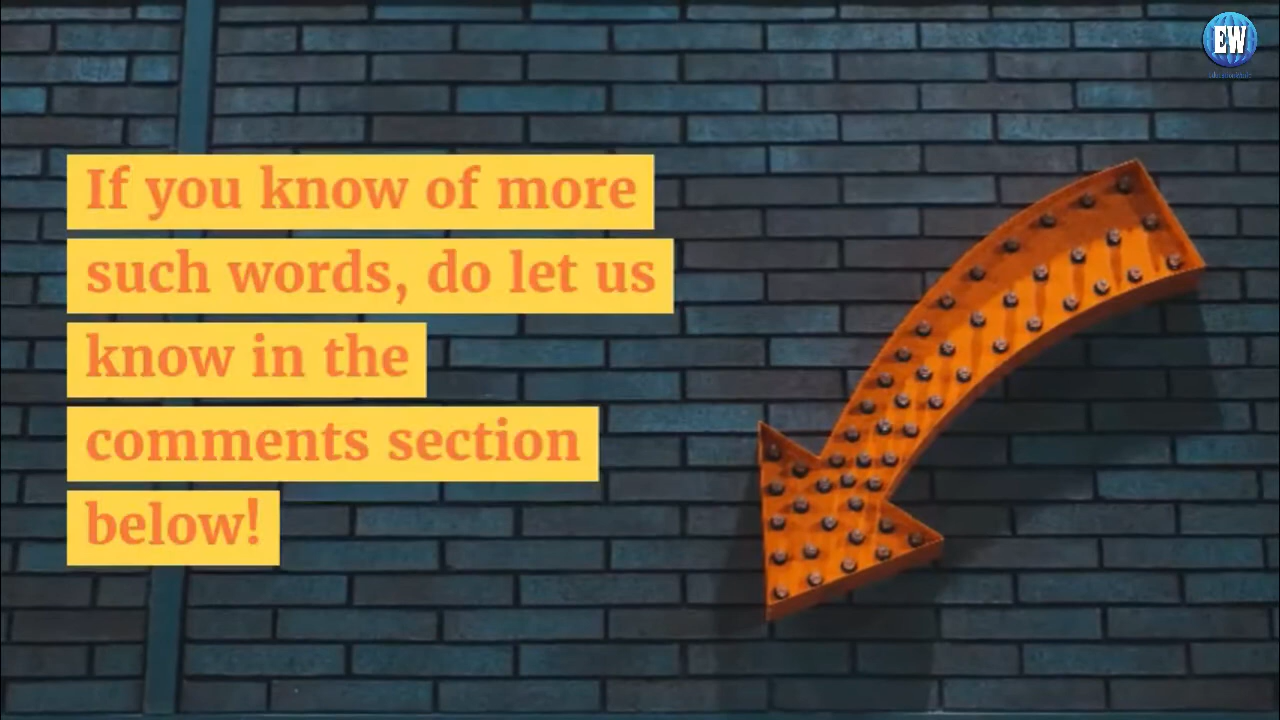 EW
If you know of more
such words, do let us
know in the
comments section
below!